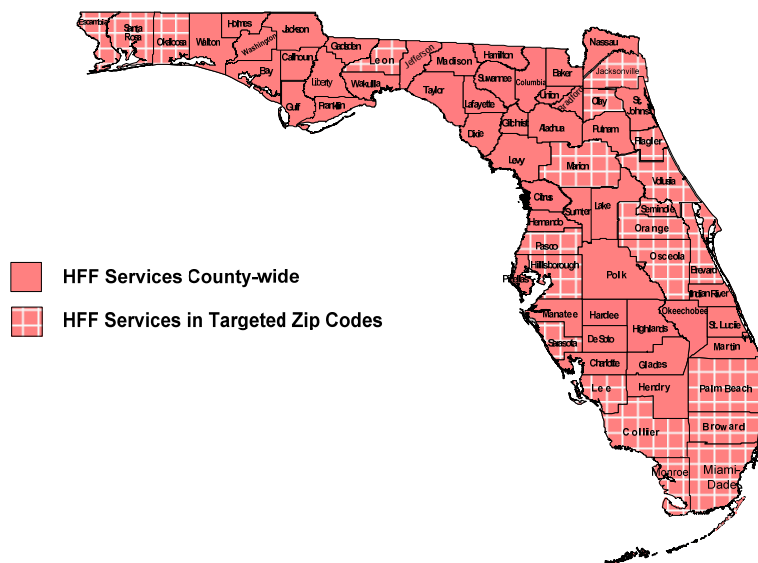 Escambia
Santa
Rosa
Okaloosa
Walton
Holmes
Washington
Jackson
Bay
Calhoun
Gulf
Liberty
Franklin
Gadsden
Leon
Wakulla
Jefferson
Madison
Taylor
Hamilton
Suwannee
Lafayette
Dixie
Columbia
Gilchrist
Levy
Baker
Union
Bradford
Alachua
Nassau
Jacksonville
Clay
St.
Johns
Putnam
Flagler
Marion
Volusia
Citrus
Sumter
Lake
Seminole
Hernando
Orange
Pasco
Osceola
Hillsborough
Brevard
Pinellas
Polk
Indian River
Manatee
Hardee
Okeechobee
Highlands
St. Lucie
Sarasota
De Soto
Martin
Charlotte
Glades
Lee
Hendry
Palm Beach
Collier
Broward
Monroe
Miami-
Dade
HFF Services County-wide
HFF Services in Targeted Zip Codes